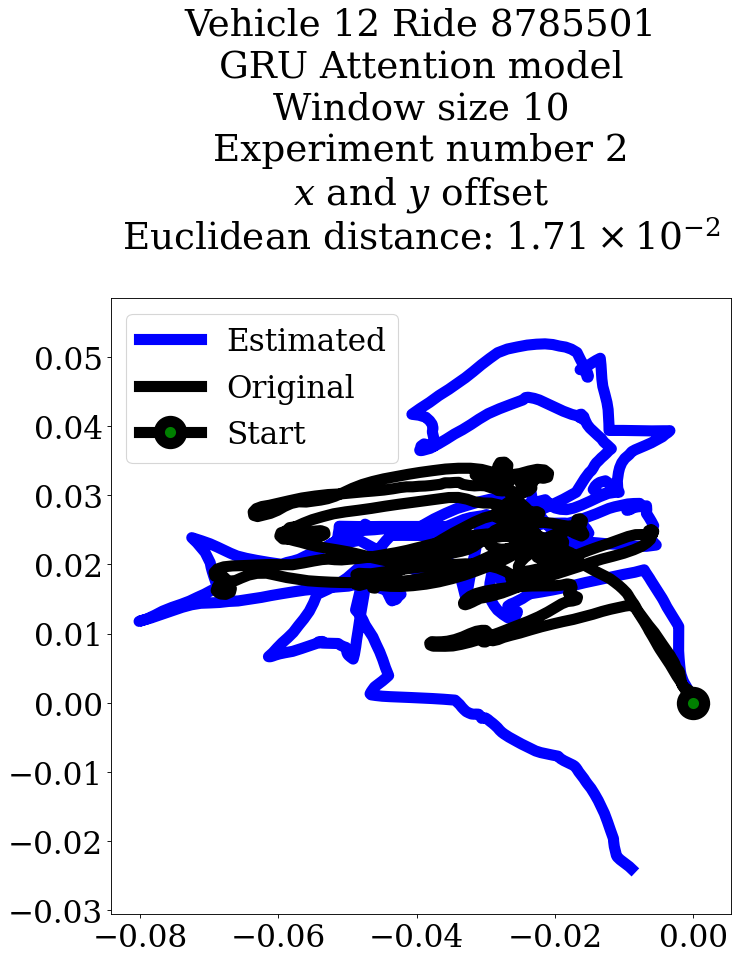 Vehicle 12 Ride 8785501
GRU Attention model
Window size 10
Experiment number 2
x and y offset
Euclidean distance: 1.71 × 10⁻²
Estimated
Original
Start
0.05
0.04
0.03
0.02
0.01
0.00
−0.01
−0.02
−0.03
−0.08 −0.06 −0.04 −0.02 0.00